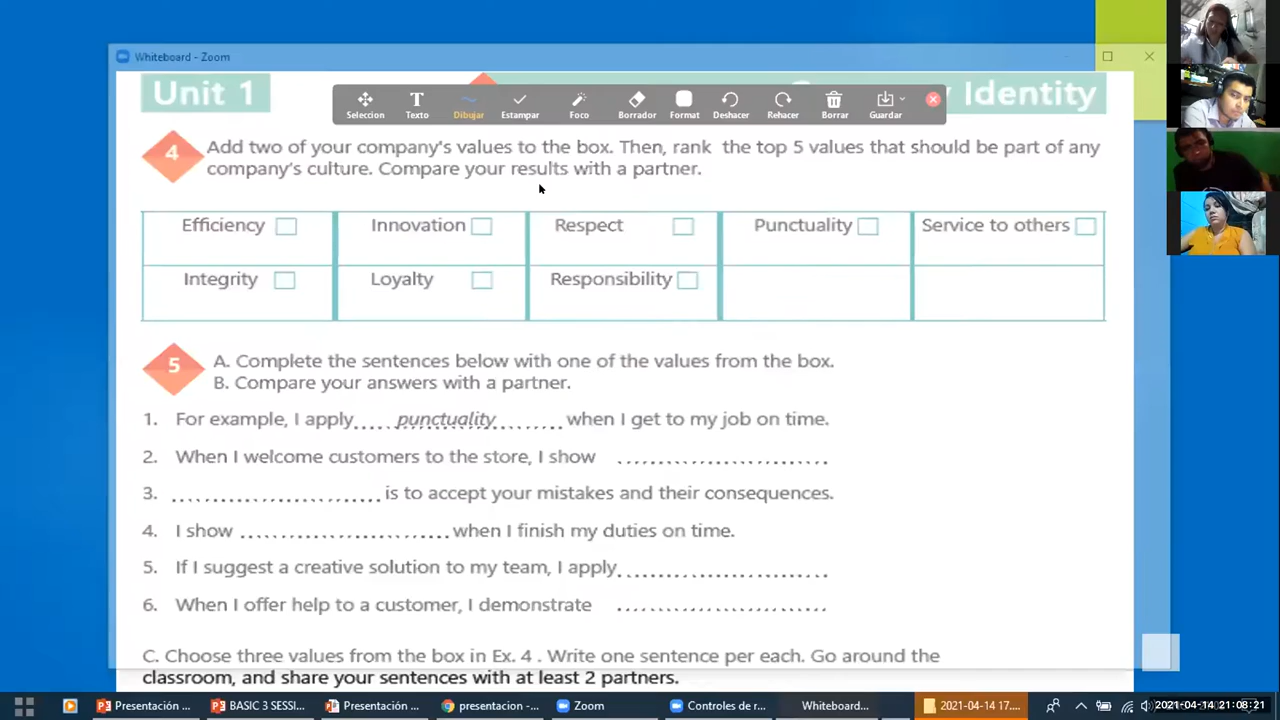 Whiteboard - Zoom
Unit 1
Identity
Seleccion
Texto
Dibujar
Estampar
Foco
Borrador
Format
Deshacer
Rehacer
Borrar
Guardar
4
Add two of your company's values to the box. Then, rank the top 5 values that should be part of any
company's culture. Compare your results with a partner.
Efficiency
Innovation
Respect
Punctuality
Service to others
Integrity
Loyalty
Responsibility
5
A. Complete the sentences below with one of the values from the box.
B. Compare your answers with a partner.
1. For example, I apply.....punctuality.......... when I get to my job on time.
2. When I welcome customers to the store, I show ..............................
3. .............................. is to accept your mistakes and their consequences.
4. I show .............................. when I finish my duties on time.
5. If I suggest a creative solution to my team, I apply..............................
6. When I offer help to a customer, I demonstrate ..............................
C. Choose three values from the box in Ex. 4 . Write one sentence per each. Go around the
classroom, and share your sentences with at least 2 partners.
Presentación ...
BASIC 3 SESSI...
Presentación ...
presentacion -...
Zoom
Controles de r...
Whiteboard...
2021-04-14 17....
2021-04-14 21:08:21